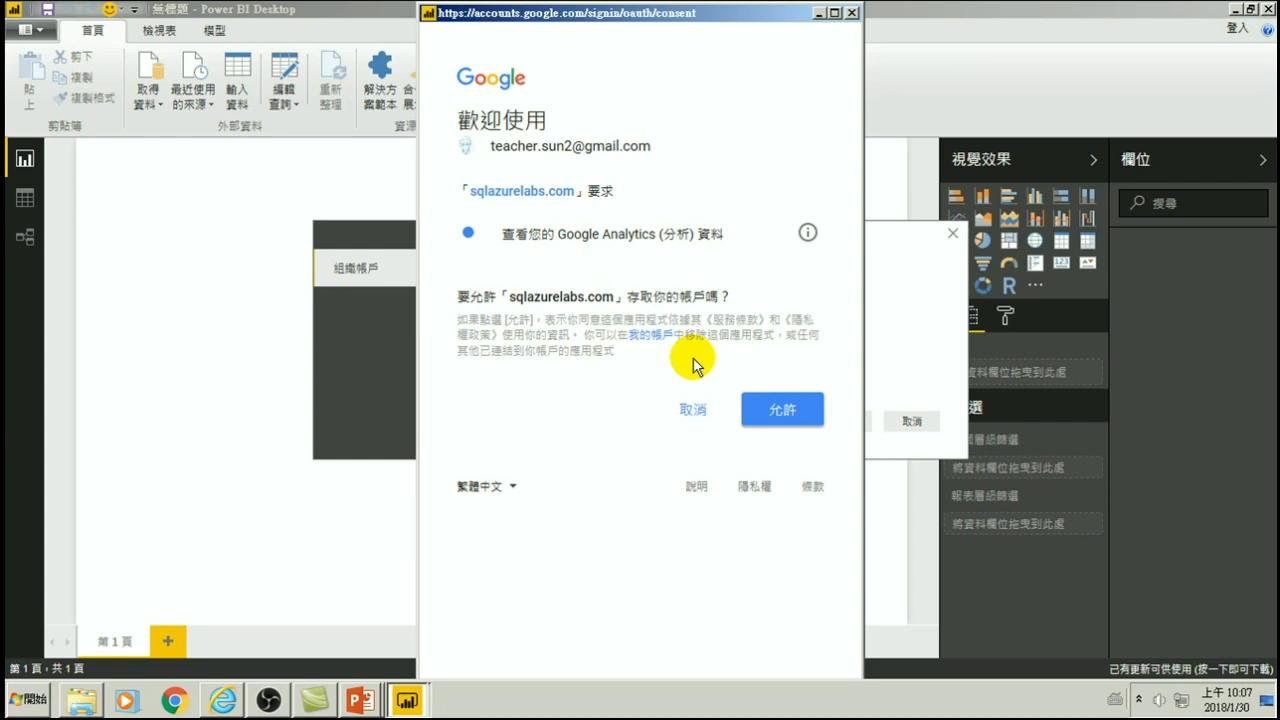 無標題 - Power BI Desktop
https://accounts.google.com/signin/oauth/consent
首頁
檢視表
模型
登入
剪下
複製
複製格式
貼上
取得資料
最近使用的來源
輸入資料
編輯查詢
重新整理
解決方案範本
剪貼簿
外部資料
Google
歡迎使用
teacher.sun2@gmail.com
「sqlazurelabs.com」要求
查看您的 Google Analytics (分析) 資料
要允許「sqlazurelabs.com」存取你的帳戶嗎？
如果點選 [允許]，表示你同意這個應用程式依據其《服務條款》和《隱私
權政策》使用你的資訊。 你可以在我的帳戶中移除這個應用程式，或任何
其他已連結到你帳戶的應用程式
取消
允許
繁體中文
說明
隱私權
條款
組織帳戶
取消
視覺效果
欄位
搜尋
R
123
資料欄位拖曳到此處
選
層級篩選
將資料欄位拖曳到此處
報表層級篩選
將資料欄位拖曳到此處
第 1 頁
第 1 頁，共 1 頁
已有更新可供使用 (按一下即可下載)
開始
上午 10:07
2018/1/30